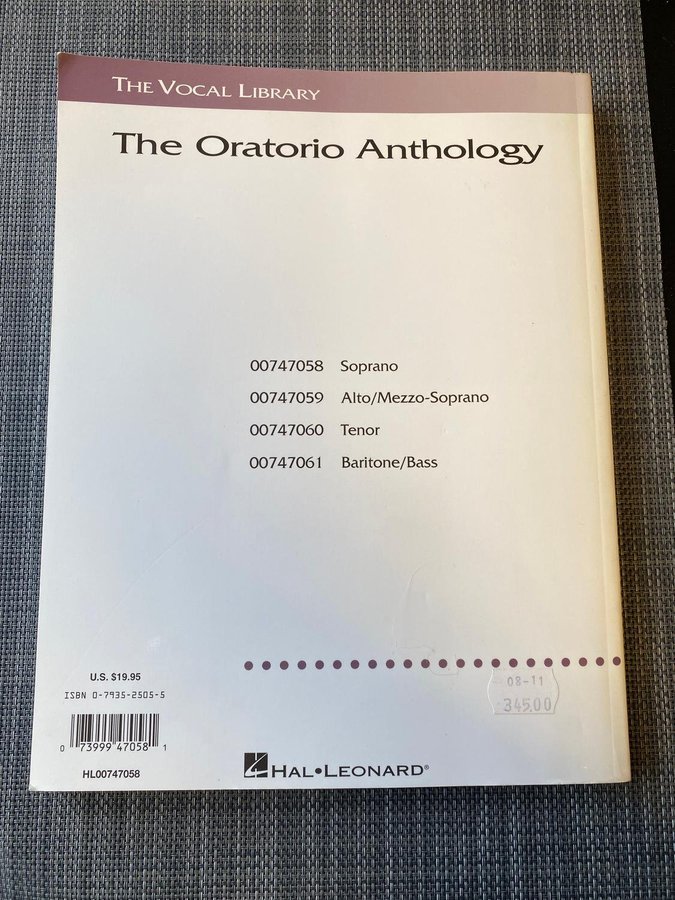 THE VOCAL LIBRARY
The Oratorio Anthology
00747058 Soprano
00747059 Alto/Mezzo-Soprano
00747060 Tenor
00747061 Baritone/Bass
U.S. $19.95
ISBN 0-7935-2505-5
0 73999 47058 1
HL00747058
08-11
345.00
HAL•LEONARD®